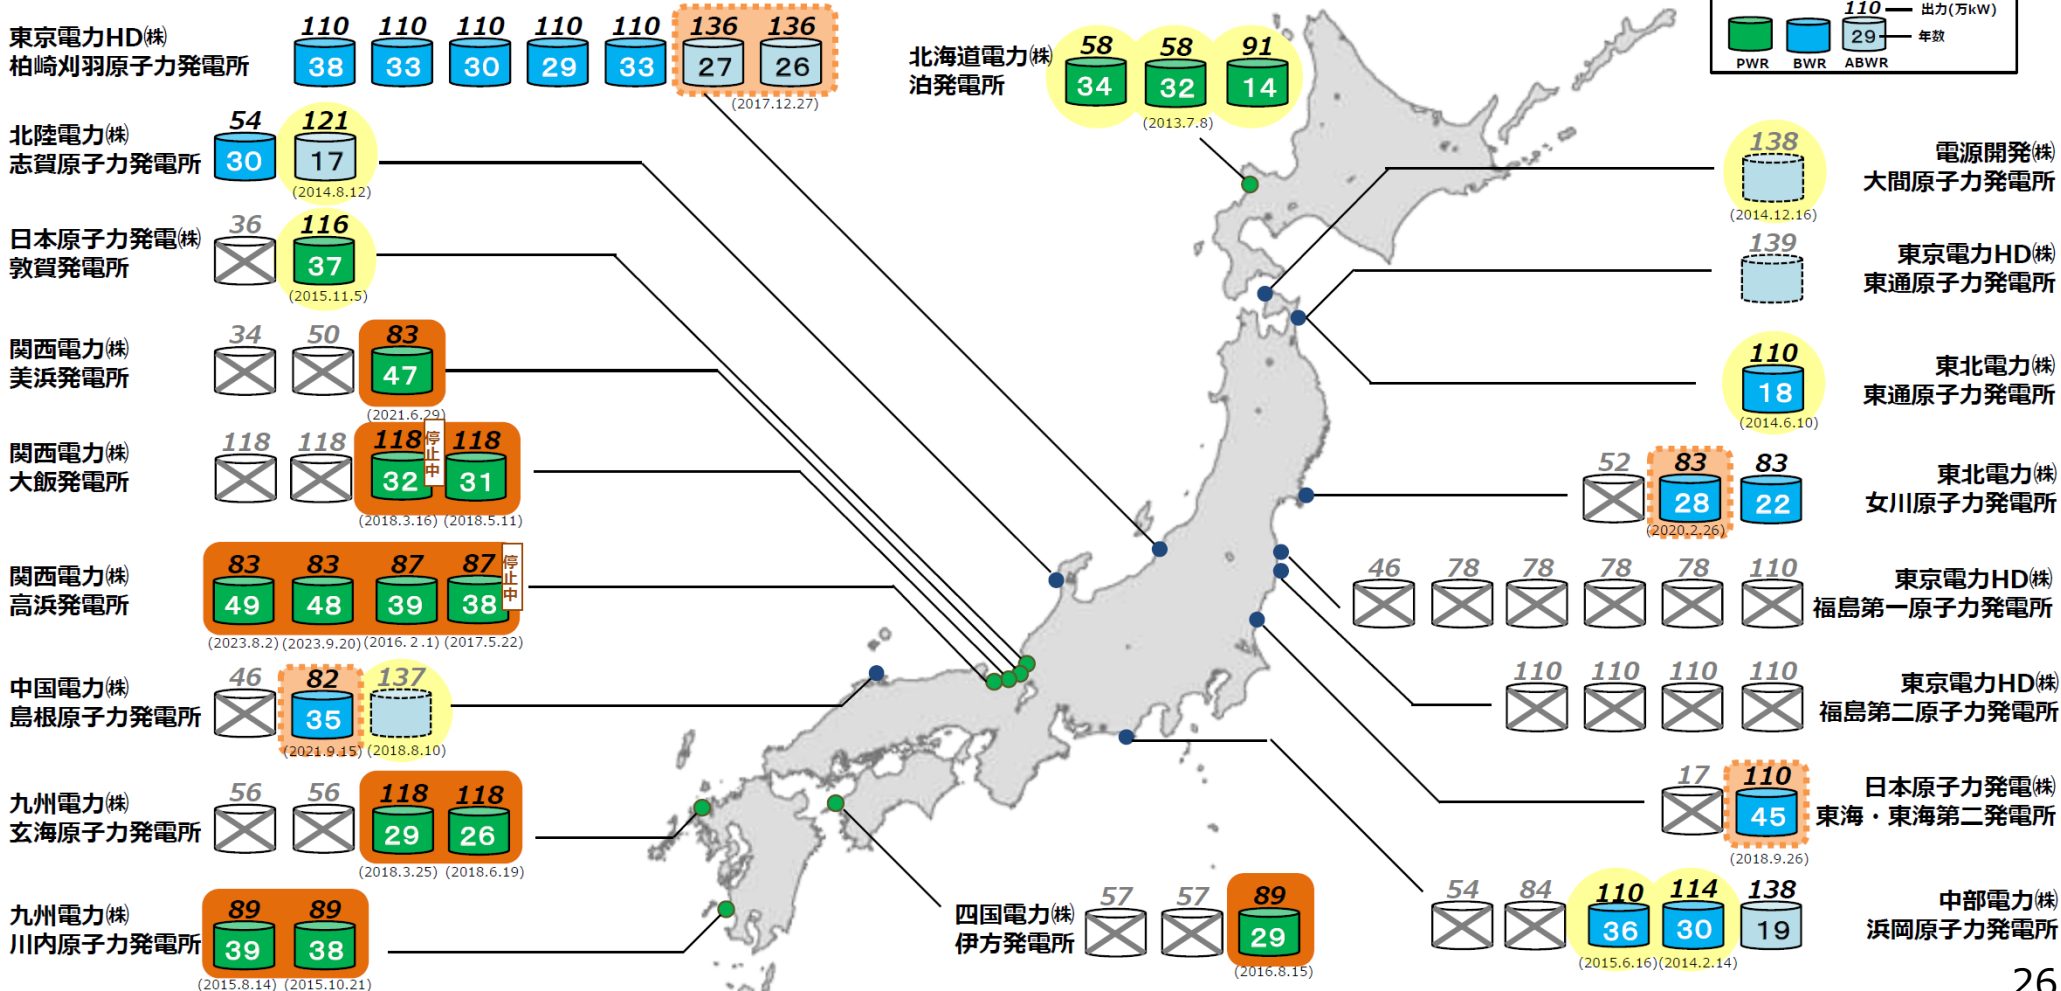 東京電力HD㈱
柏崎刈羽原子力発電所
110 110 110 110 110 136 136
38 33 30 29 33 27 26
(2017.12.27)
北陸電力㈱
志賀原子力発電所
54 121
30 17
(2014.8.12)
日本原子力発電㈱
敦賀発電所
36 116
37
(2015.11.5)
関西電力㈱
美浜発電所
34 50 83
47
(2021.6.29)
関西電力㈱
大飯発電所
118 118 118 118
停止中
32 31
(2018.3.16) (2018.5.11)
関西電力㈱
高浜発電所
83 83 87 87
停止中
49 48 39 38
(2023.8.2) (2023.9.20) (2016.2.1) (2017.5.22)
中国電力㈱
島根原子力発電所
46 82 137
35
(2021.9.15) (2018.8.10)
九州電力㈱
玄海原子力発電所
56 56 118 118
29 26
(2018.3.25) (2018.6.19)
九州電力㈱
川内原子力発電所
89 89
39 38
(2015.8.14) (2015.10.21)
北海道電力㈱
泊発電所
58 58 91
34 32 14
(2013.7.8)
四国電力㈱
伊方発電所
57 57 89
29
(2016.8.15)
110 出力(万kW)
29 年数
PWR BWR ABWR
138
電源開発㈱
大間原子力発電所
(2014.12.16)
139
東京電力HD㈱
東通原子力発電所
110
18
東北電力㈱
東通原子力発電所
(2014.6.10)
52 83 83
28 22
東北電力㈱
女川原子力発電所
(2020.2.26)
46 78 78 78 78 110
東京電力HD㈱
福島第一原子力発電所
110 110 110 110
東京電力HD㈱
福島第二原子力発電所
17 110
45
日本原子力発電㈱
東海・東海第二発電所
(2018.9.26)
54 84 110 114 138
36 30 19
中部電力㈱
浜岡原子力発電所
(2015.6.16) (2014.2.14)
26